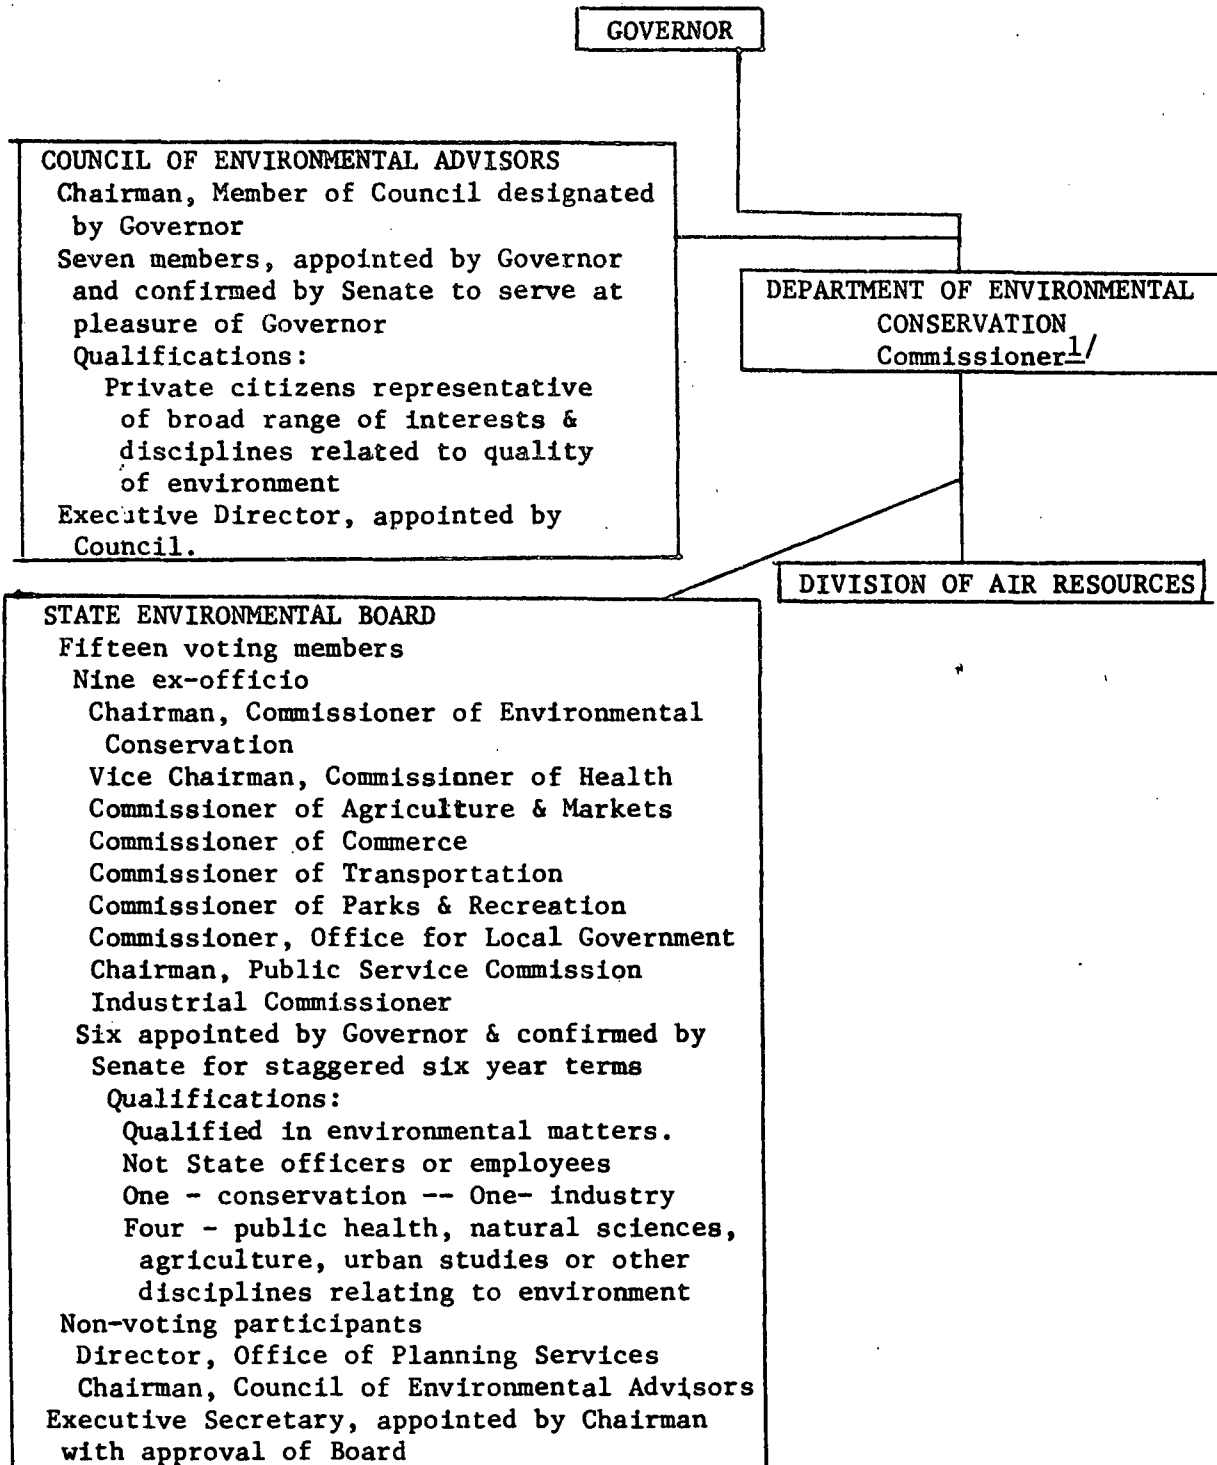 GOVERNOR
COUNCIL OF ENVIRONMENTAL ADVISORS
Chairman, Member of Council designated
by Governor
Seven members, appointed by Governor
and confirmed by Senate to serve at
pleasure of Governor
Qualifications:
Private citizens representative
of broad range of interests &
disciplines related to quality
of environment
Executive Director, appointed by
Council.
DEPARTMENT OF ENVIRONMENTAL
CONSERVATION
Commissioner 1/
DIVISION OF AIR RESOURCES
STATE ENVIRONMENTAL BOARD
Fifteen voting members
Nine ex-officio
Chairman, Commissioner of Environmental
Conservation
Vice Chairman, Commissioner of Health
Commissioner of Agriculture & Markets
Commissioner of Commerce
Commissioner of Transportation
Commissioner of Parks & Recreation
Commissioner, Office for Local Government
Chairman, Public Service Commission
Industrial Commissioner
Six appointed by Governor & confirmed by
Senate for staggered six year terms
Qualifications:
Qualified in environmental matters.
Not State officers or employees
One - conservation -- One- industry
Four - public health, natural sciences,
agriculture, urban studies or other
disciplines relating to environment
Non-voting participants
Director, Office of Planning Services
Chairman, Council of Environmental Advisors
Executive Secretary, appointed by Chairman
with approval of Board